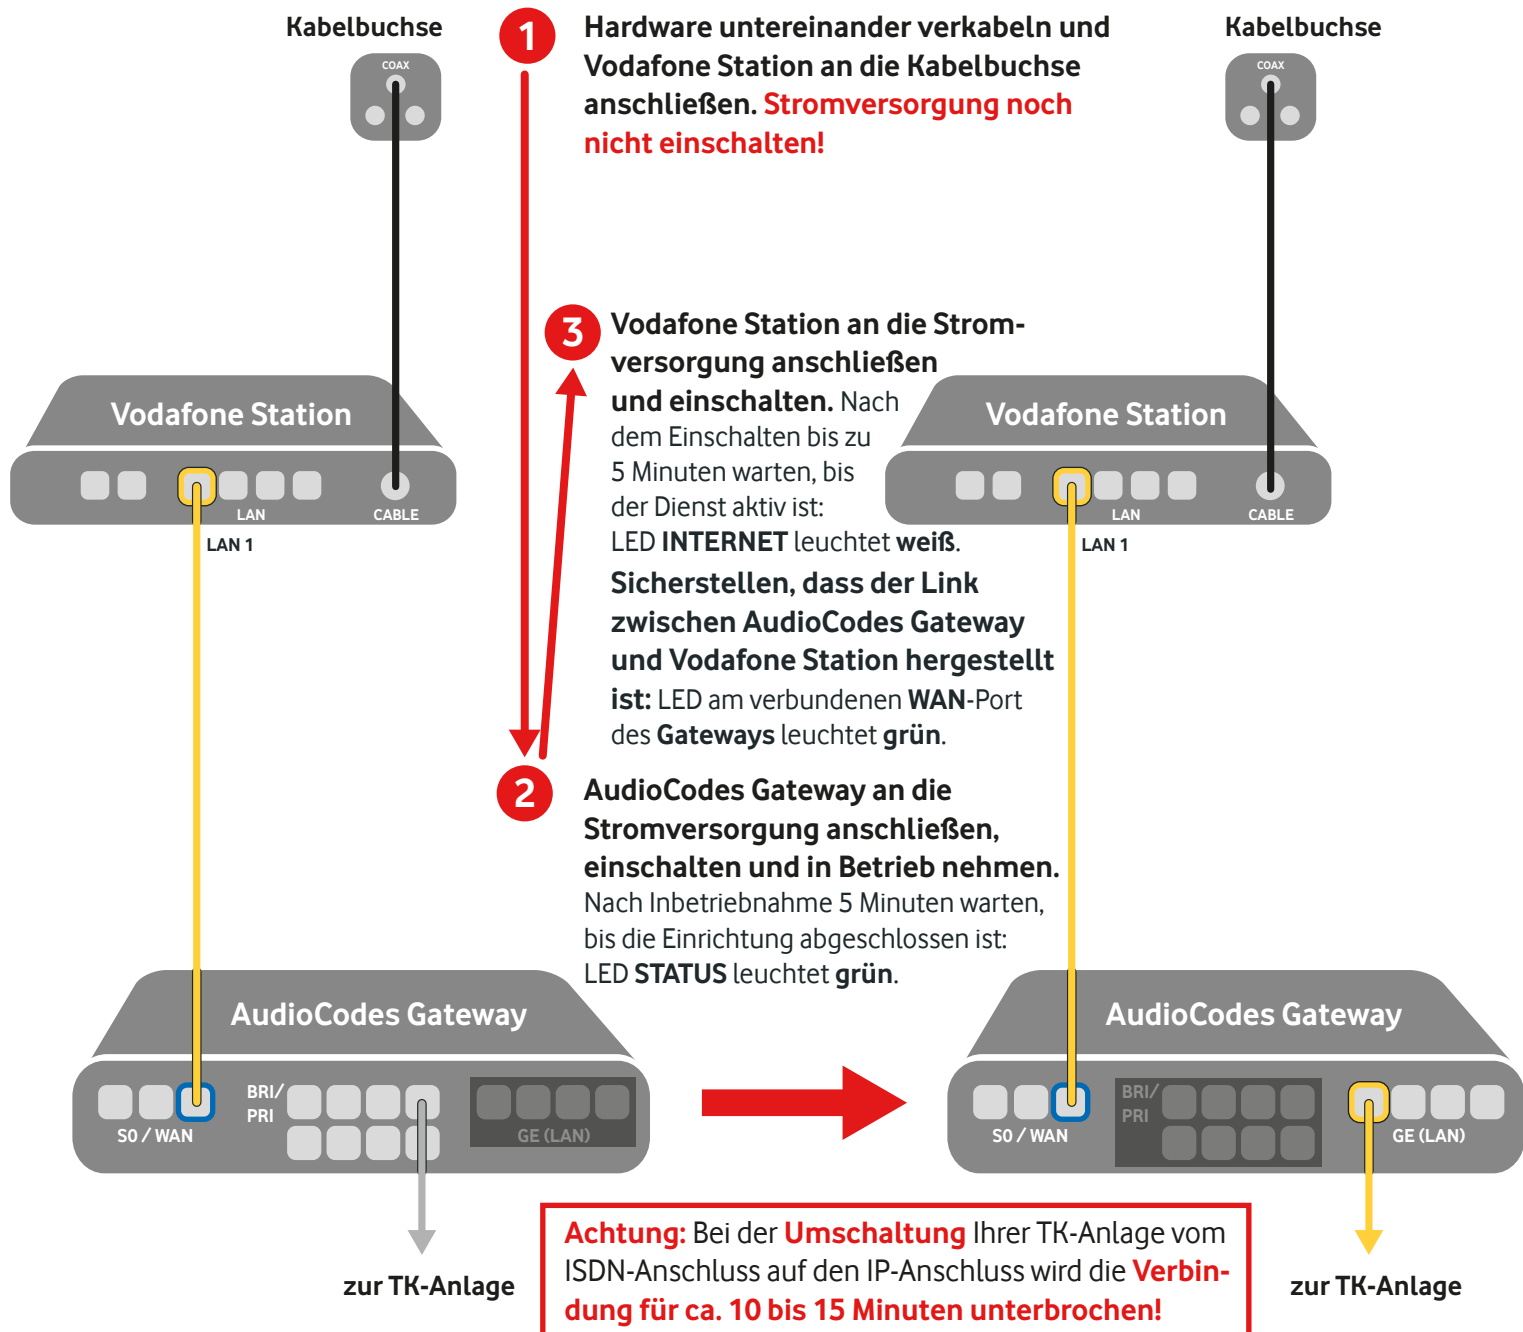 Kabelbuchse
COAX
1
Hardware untereinander verkabeln und
Vodafone Station an die Kabelbuchse
anschließen. Stromversorgung noch
nicht einschalten!
Kabelbuchse
COAX
3
Vodafone Station an die Strom-
versorgung anschließen
und einschalten. Nach
dem Einschalten bis zu
5 Minuten warten, bis
der Dienst aktiv ist:
LED INTERNET leuchtet weiß.
Sicherstellen, dass der Link
zwischen AudioCodes Gateway
und Vodafone Station hergestellt
ist: LED am verbundenen WAN-Port
des Gateways leuchtet grün.
Vodafone Station
LAN
CABLE
LAN 1
Vodafone Station
LAN
CABLE
LAN 1
2
AudioCodes Gateway an die
Stromversorgung anschließen,
einschalten und in Betrieb nehmen.
Nach Inbetriebnahme 5 Minuten warten,
bis die Einrichtung abgeschlossen ist:
LED STATUS leuchtet grün.
AudioCodes Gateway
S0 / WAN
BRI/
PRI
GE (LAN)
zur TK-Anlage
AudioCodes Gateway
S0 / WAN
BRI/
PRI
GE (LAN)
zur TK-Anlage
Achtung: Bei der Umschaltung Ihrer TK-Anlage vom
ISDN-Anschluss auf den IP-Anschluss wird die Verbin-
dung für ca. 10 bis 15 Minuten unterbrochen!